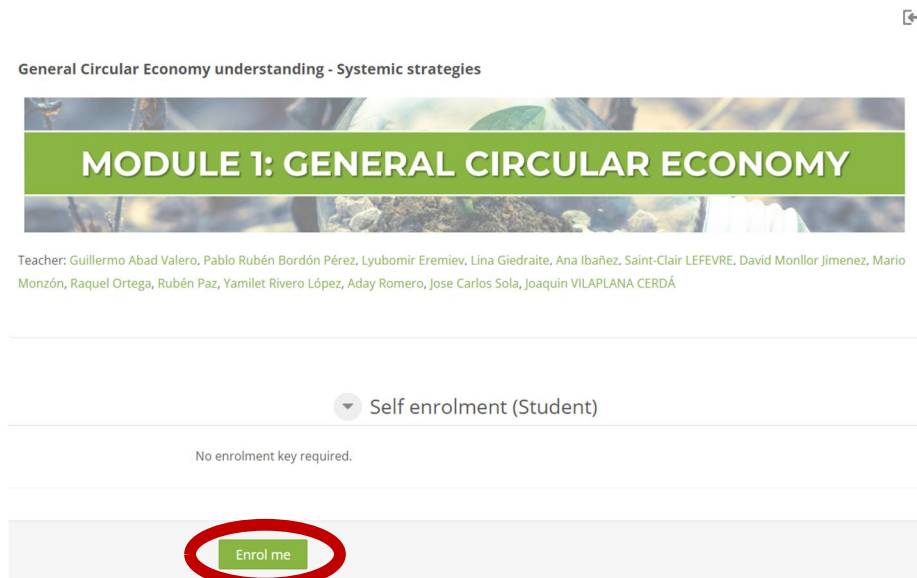 General Circular Economy understanding - Systemic strategies
MODULE 1: GENERAL CIRCULAR ECONOMY
Teacher: Guillermo Abad Valero, Pablo Rubén Bordón Pérez, Lyubomir Eremiev, Lina Giedraite, Ana Ibañez, Saint-Clair LEFEVRE, David Monllor Jimenez, Mario
Monzón, Raquel Ortega, Rubén Paz, Yamilet Rivero López, Aday Romero, Jose Carlos Sola, Joaquin VILAPLANA CERDÁ
Self enrolment (Student)
No enrolment key required.
Enrol me